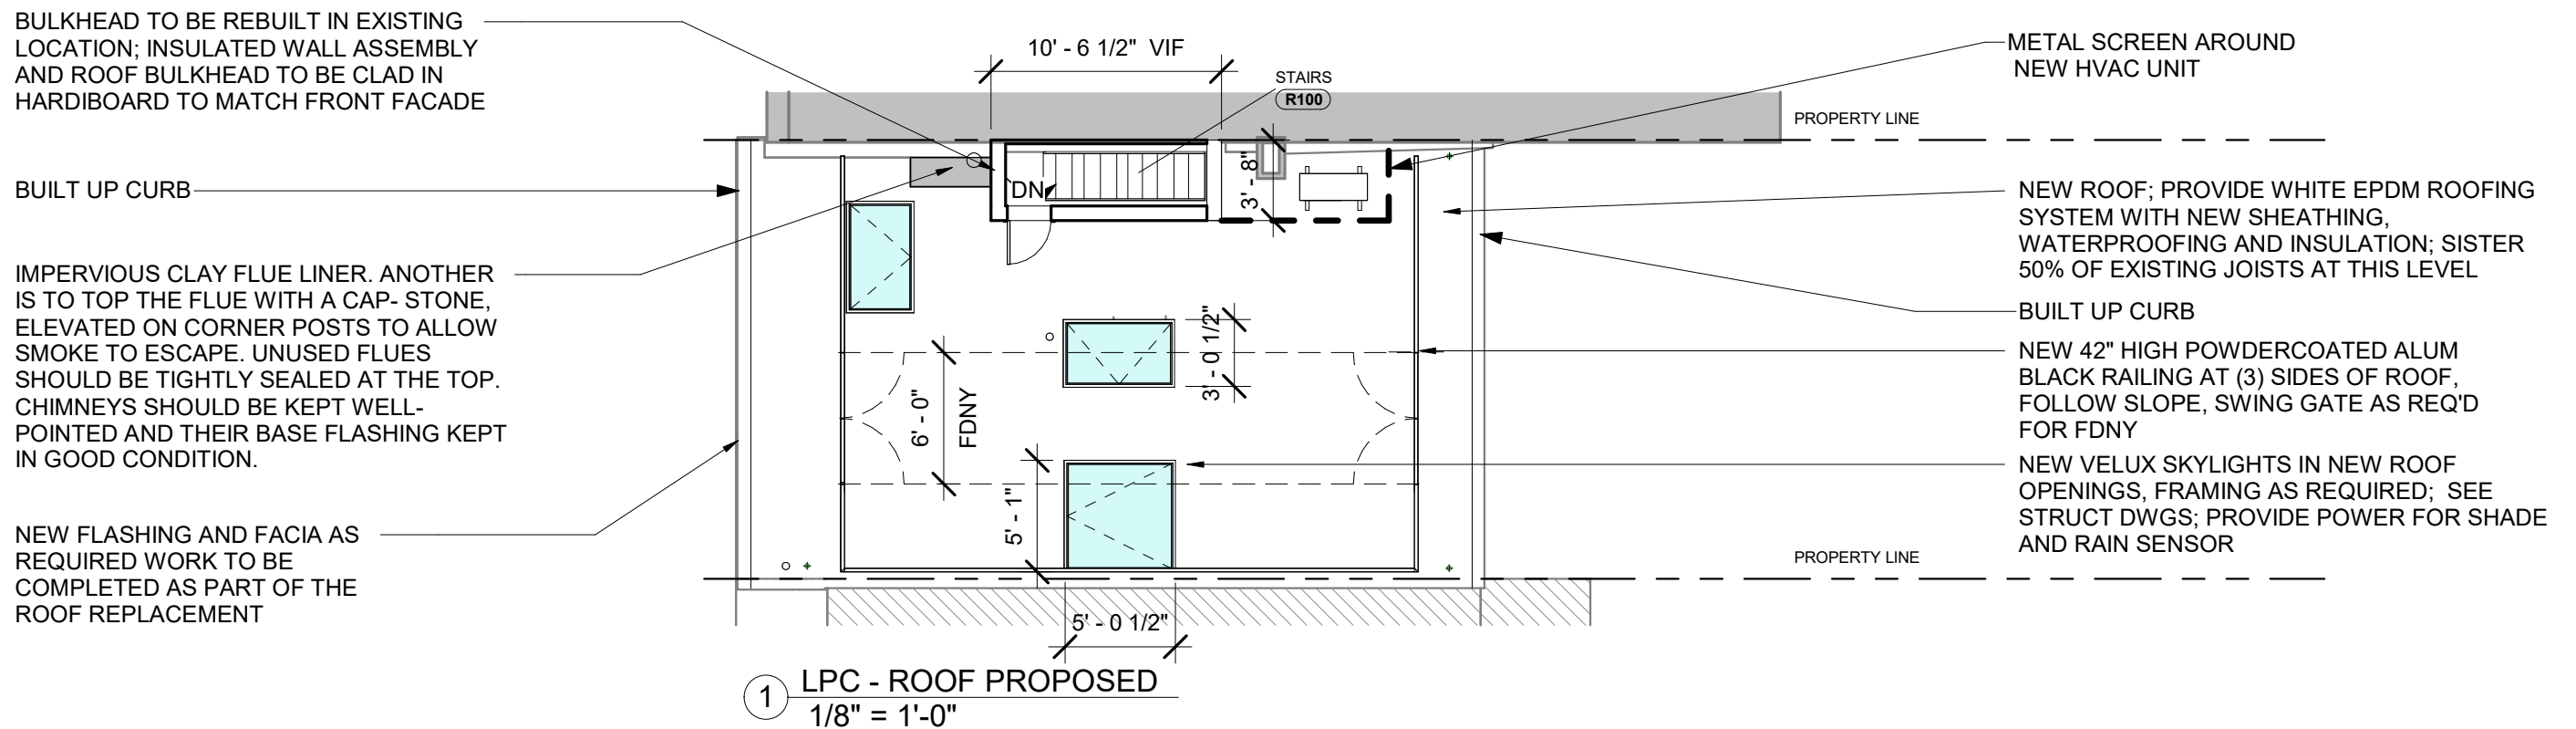 BULKHEAD TO BE REBUILT IN EXISTING
LOCATION; INSULATED WALL ASSEMBLY
AND ROOF BULKHEAD TO BE CLAD IN
HARDIBOARD TO MATCH FRONT FACADE
BUILT UP CURB
IMPERVIOUS CLAY FLUE LINER. ANOTHER
IS TO TOP THE FLUE WITH A CAP- STONE,
ELEVATED ON CORNER POSTS TO ALLOW
SMOKE TO ESCAPE. UNUSED FLUES
SHOULD BE TIGHTLY SEALED AT THE TOP.
CHIMNEYS SHOULD BE KEPT WELL-
POINTED AND THEIR BASE FLASHING KEPT
IN GOOD CONDITION.
NEW FLASHING AND FACIA AS
REQUIRED WORK TO BE
COMPLETED AS PART OF THE
ROOF REPLACEMENT
10' - 6 1/2" VIF
STAIRS
R100
DN
3' - 8"
3' - 0 1/2"
6' - 0"
FDNY
5' - 1"
5' - 0 1/2"
METAL SCREEN AROUND
NEW HVAC UNIT
PROPERTY LINE
NEW ROOF; PROVIDE WHITE EPDM ROOFING
SYSTEM WITH NEW SHEATHING,
WATERPROOFING AND INSULATION; SISTER
50% OF EXISTING JOISTS AT THIS LEVEL
BUILT UP CURB
NEW 42" HIGH POWDERCOATED ALUM
BLACK RAILING AT (3) SIDES OF ROOF,
FOLLOW SLOPE, SWING GATE AS REQ'D
FOR FDNY
NEW VELUX SKYLIGHTS IN NEW ROOF
OPENINGS, FRAMING AS REQUIRED; SEE
STRUCT DWGS; PROVIDE POWER FOR SHADE
AND RAIN SENSOR
PROPERTY LINE
1
LPC - ROOF PROPOSED
1/8" = 1'-0"